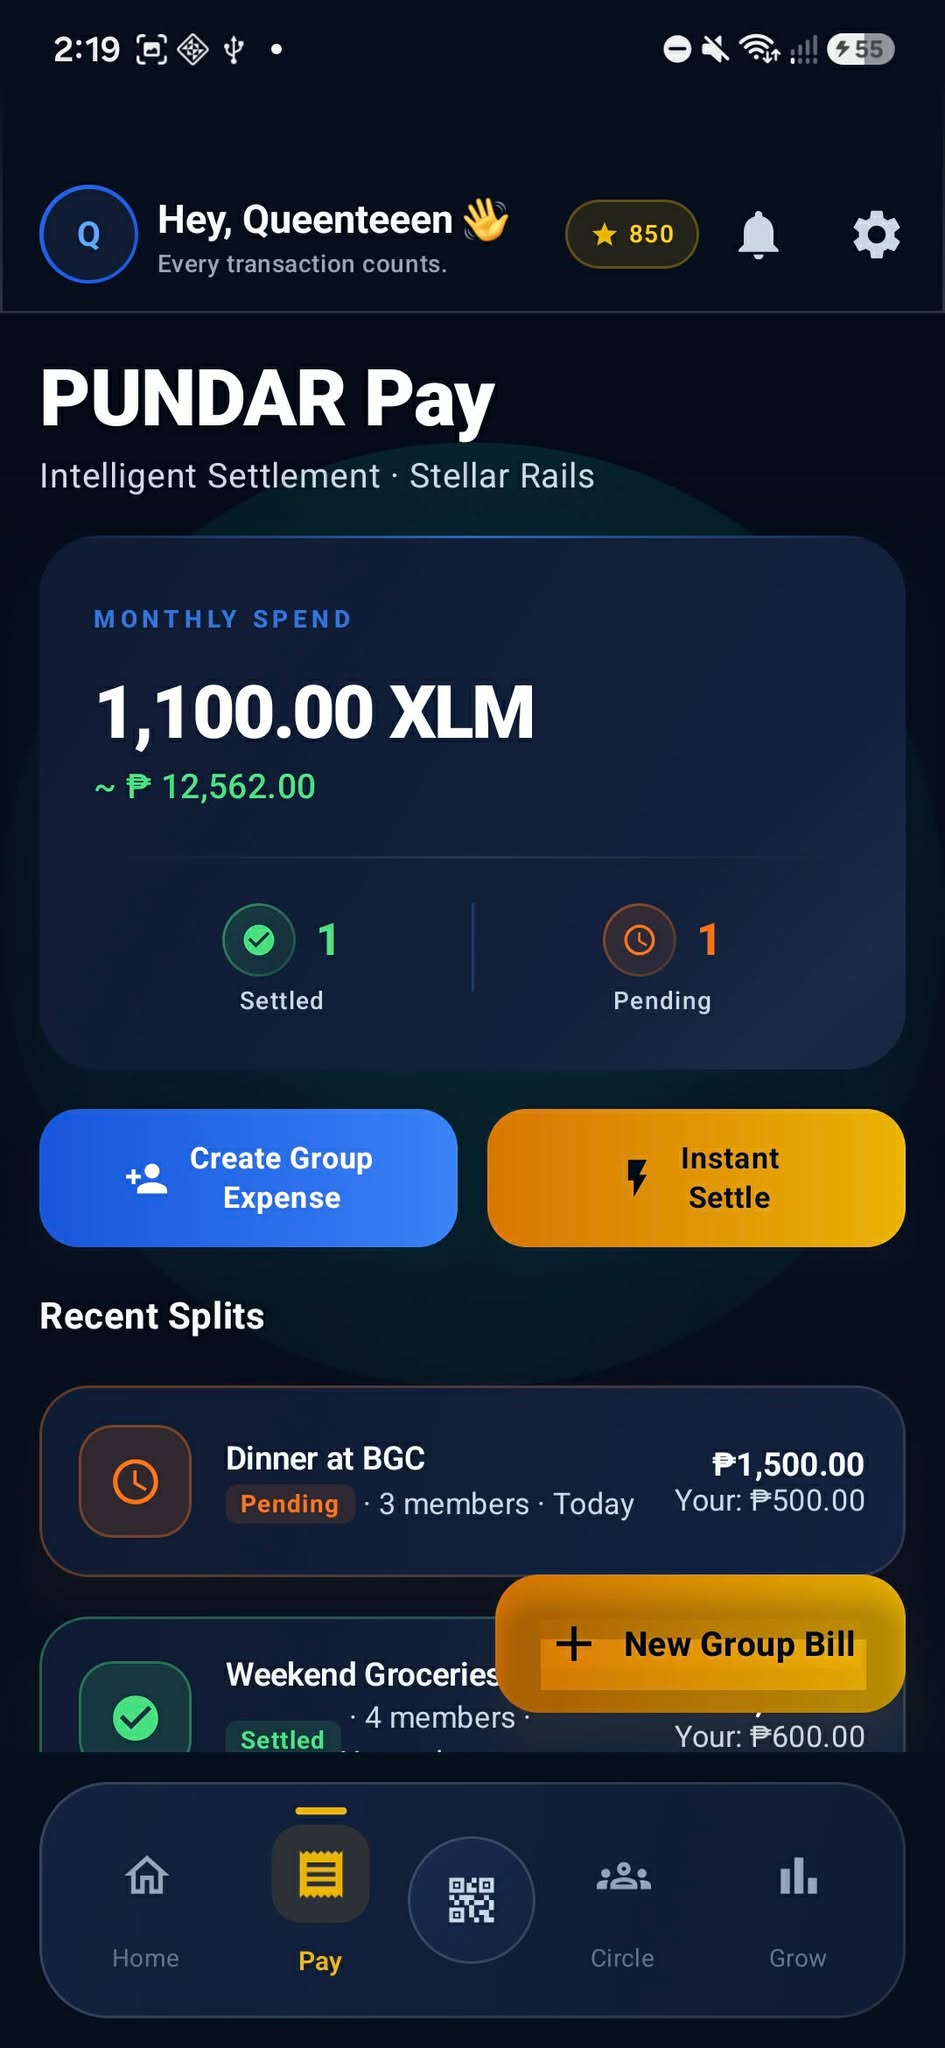 2:19
55
Q
Hey, Queenteeen 👋
Every transaction counts.
850
PUNDAR Pay
Intelligent Settlement · Stellar Rails
MONTHLY SPEND
1,100.00 XLM
~ ₱ 12,562.00
1
Settled
1
Pending
Create Group
Expense
Instant
Settle
Recent Splits
Dinner at BGC
Pending · 3 members · Today
₱1,500.00
Your: ₱500.00
New Group Bill
Weekend Groceries
· 4 members ·
Settled
Your: ₱600.00
Home
Pay
Circle
Grow